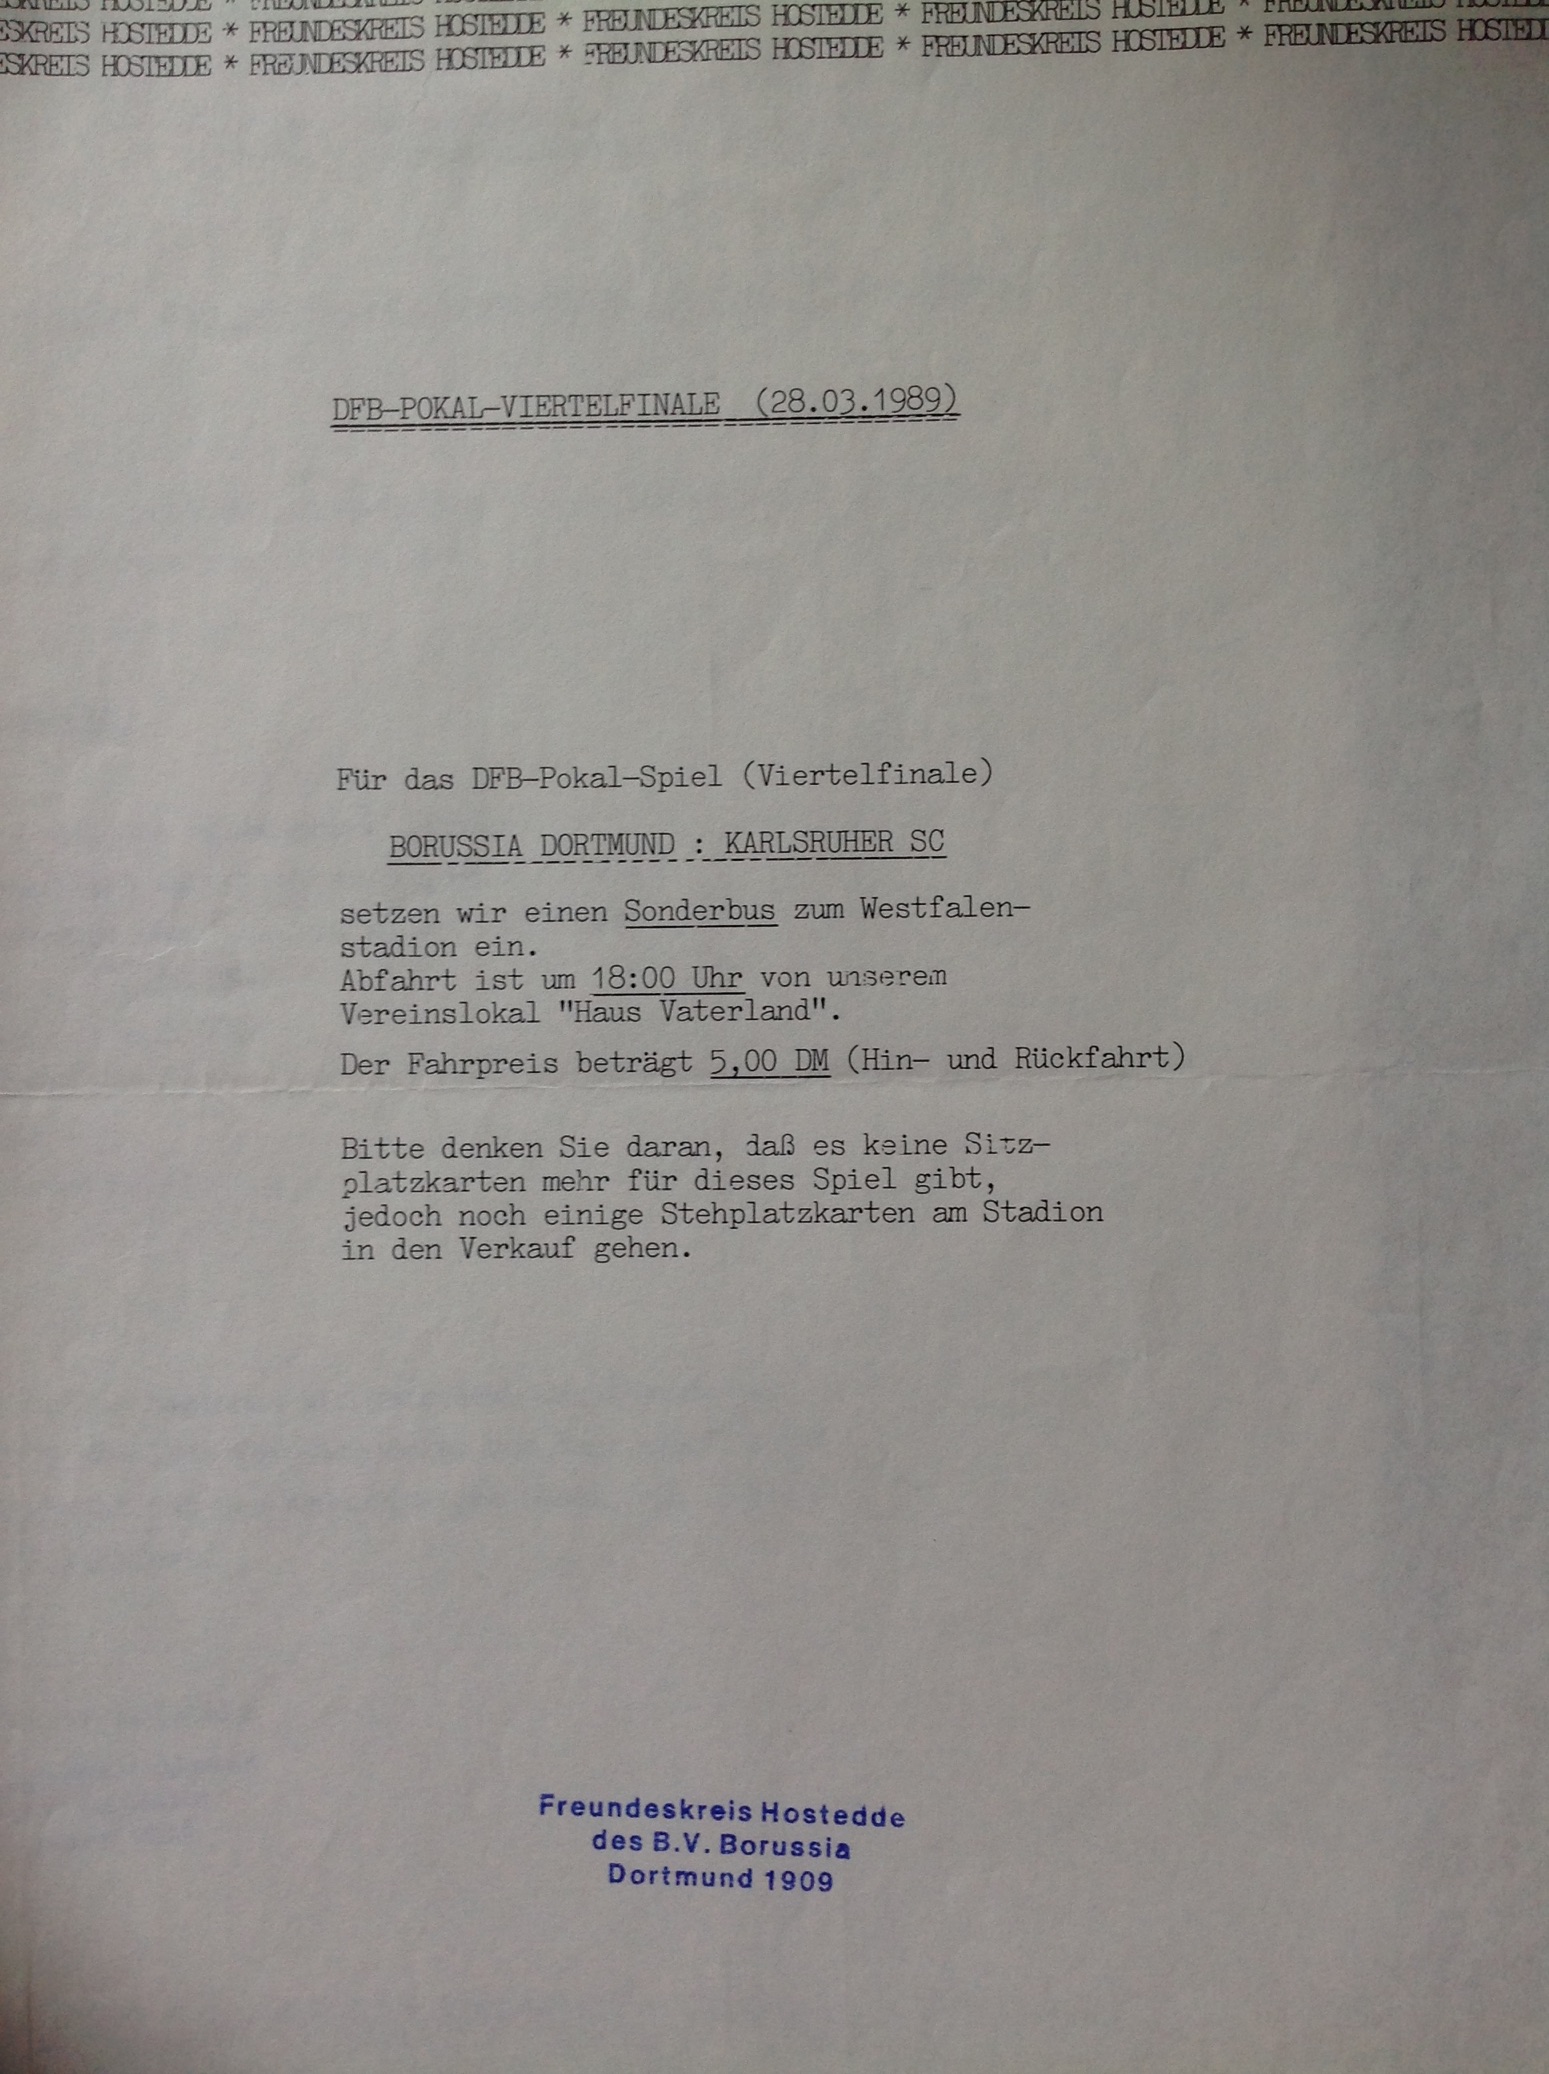 ESKREIS HOSTEDDE * FREUNDESKREIS HOSTEDDE * FREUNDESKREIS HOSTEDDE * FREUNDESKREIS HOSTEDDE * FREUNDESKREIS HOSTEDD
ESKREIS HOSTEDDE * FREUNDESKREIS HOSTEDDE * FREUNDESKREIS HOSTEDDE * FREUNDESKREIS HOSTEDDE * FREUNDESKREIS HOSTEDD
DFB-POKAL-VIERTELFINALE (28.03.1989)
Für das DFB-Pokal-Spiel (Viertelfinale)
BORUSSIA DORTMUND : KARLSRUHER SC
setzen wir einen Sonderbus zum Westfalen-
stadion ein.
Abfahrt ist um 18:00 Uhr von unserem
Vereinslokal "Haus Vaterland".
Der Fahrpreis beträgt 5,00 DM (Hin- und Rückfahrt)
Bitte denken Sie daran, daß es keine Sitz-
platzkarten mehr für dieses Spiel gibt,
jedoch noch einige Stehplatzkarten am Stadion
in den Verkauf gehen.
Freundeskreis Hostedde
des B.V. Borussia
Dortmund 1909